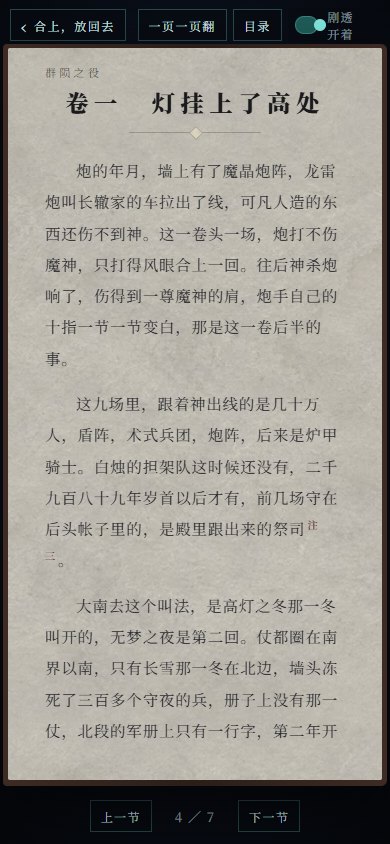 ‹ 合上，放回去
一页一页翻
目录
剧透
开着
群陨之役
卷一　灯挂上了高处
炮的年月，墙上有了魔晶炮阵，龙雷
炮叫长辙家的车拉出了线，可凡人造的东
西还伤不到神。这一卷头一场，炮打不伤
魔神，只打得风眼合上一回。往后神杀炮
响了，伤得到一尊魔神的肩，炮手自己的
十指一节一节变白，那是这一卷后半的
事。
这九场里，跟着神出线的是几十万
人，盾阵，术式兵团，炮阵，后来是炉甲
骑士。白烛的担架队这时候还没有，二千
九百八十九年岁首以后才有，前几场守在
后头帐子里的，是殿里跟出来的祭司注
三。
大南去这个叫法，是高灯之冬那一冬
叫开的，无梦之夜是第二回。仗都圈在南
界以南，只有长雪那一冬在北边，墙头冻
死了三百多个守夜的兵，册子上没有那一
仗，北段的军册上只有一行字，第二年开
上一节
4 ／ 7
下一节